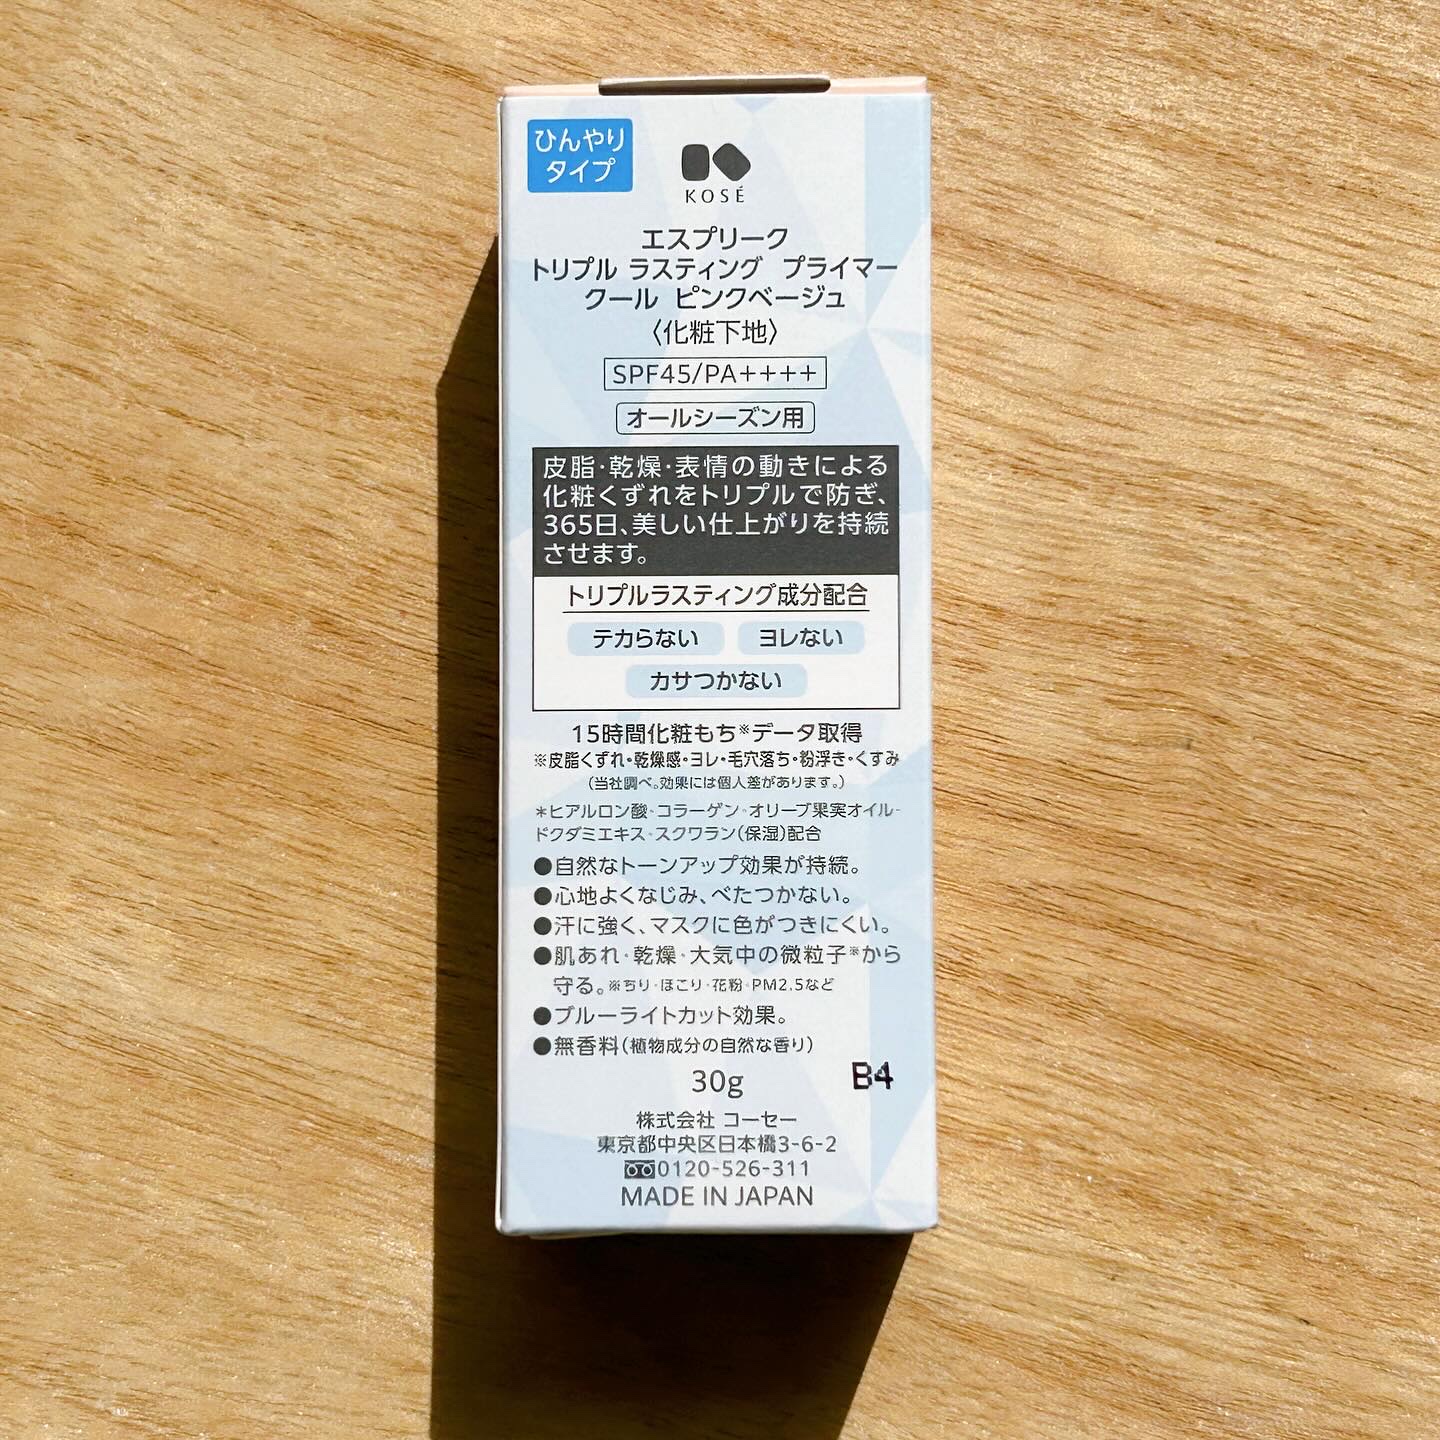 ひんやり
タイプ
KOSÉ
エスプリーク
トリプル ラスティング プライマー
クール ピンクベージュ
〈化粧下地〉
SPF45/PA++++
オールシーズン用
皮脂・乾燥・表情の動きによる
化粧くずれをトリプルで防ぎ、
365日、美しい仕上がりを持続
させます。
トリプルラスティング成分配合
テカらない ヨレない
カサつかない
15時間化粧もち※データ取得
※皮脂くずれ・乾燥感・ヨレ・毛穴落ち・粉浮き・くすみ
(当社調べ。効果には個人差があります。)
*ヒアルロン酸・コラーゲン・オリーブ果実オイル・
ドクダミエキス・スクワラン(保湿)配合
●自然なトーンアップ効果が持続。
●心地よくなじみ、べたつかない。
●汗に強く、マスクに色がつきにくい。
●肌あれ・乾燥・大気中の微粒子※から
守る。※ちり・ほこり・花粉・PM2.5など
●ブルーライトカット効果。
●無香料(植物成分の自然な香り)
30g B4
株式会社 コーセー
東京都中央区日本橋3-6-2
0120-526-311
MADE IN JAPAN